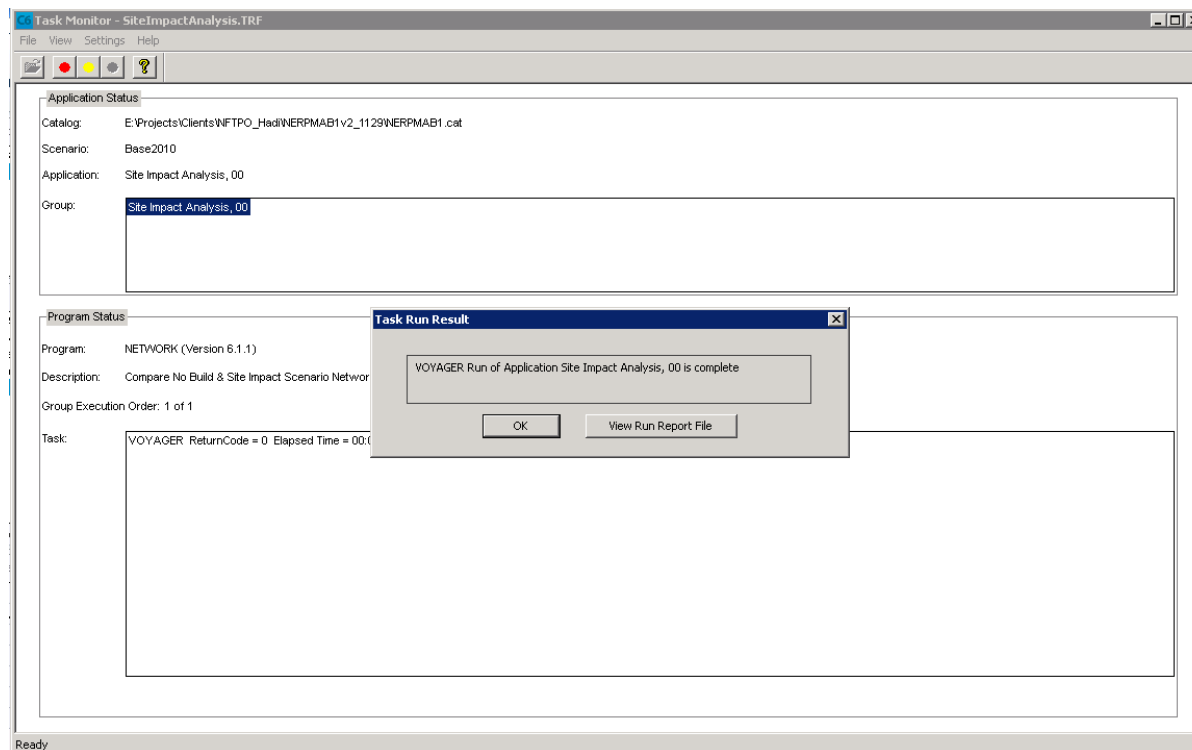 C6 Task Monitor - SiteImpactAnalysis.TRF
File View Settings Help
Application Status
Catalog: E:\Projects\Clients\NFTPO_Hadi\NERPMAB1v2_1129\NERPMAB1.cat
Scenario: Base2010
Application: Site Impact Analysis, 00
Group: Site Impact Analysis, 00
Program Status
Program: NETWORK (Version 6.1.1)
Description: Compare No Build & Site Impact Scenario Networ
Group Execution Order: 1 of 1
Task: VOYAGER ReturnCode = 0 Elapsed Time = 00:
Task Run Result
VOYAGER Run of Application Site Impact Analysis, 00 is complete
OK View Run Report File
Ready